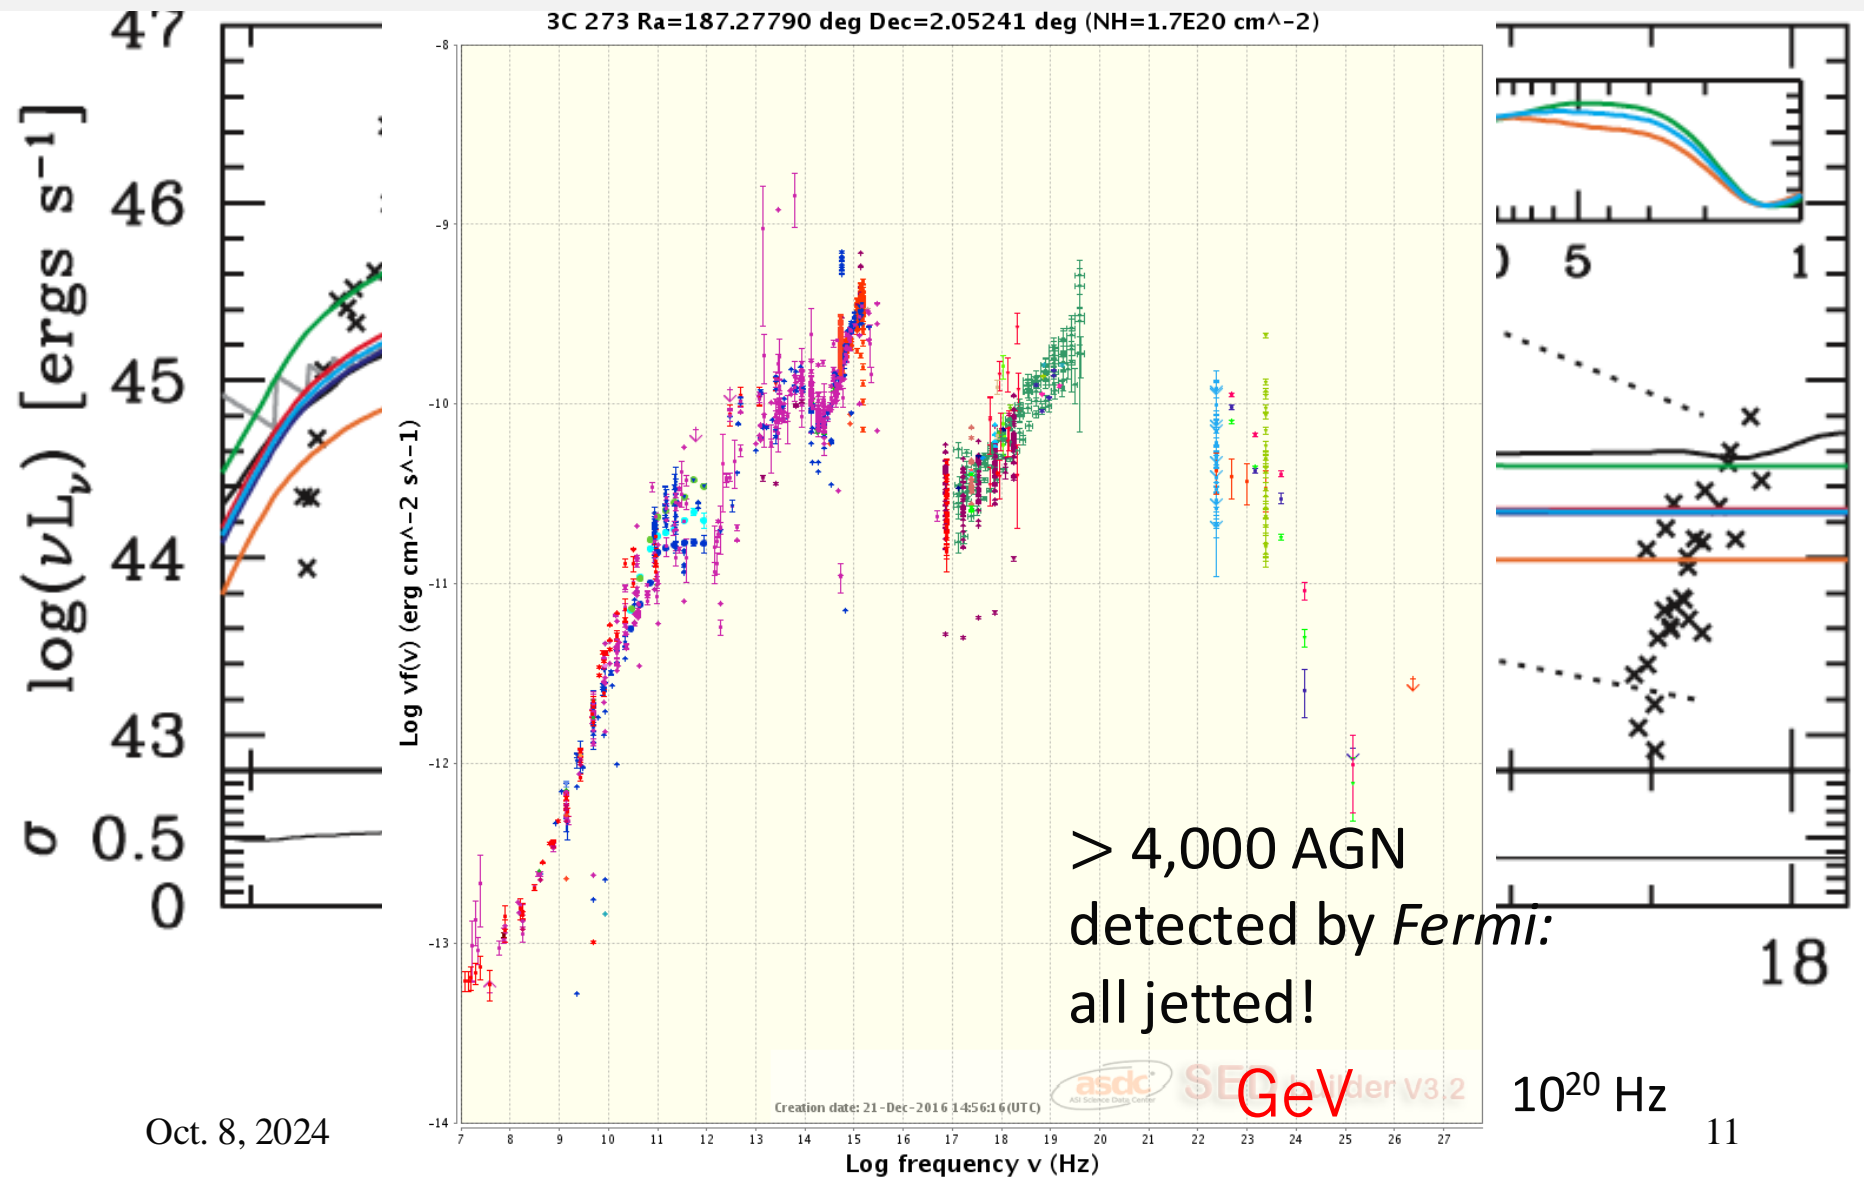 3C 273 Ra=187.27790 deg Dec=2.05241 deg (NH=1.7E20 cm^-2)
47
46
45
44
43
0.5
0
log(νLν) [ergs s⁻¹]
σ
-8
-9
-10
-11
-12
-13
-14
Log νf(ν) (erg cm^-2 s^-1)
5
1
> 4,000 AGN
detected by Fermi:
all jetted!
18
asdc
ASI Science Data Center
SED builder V3.2
GeV
10²⁰ Hz
Creation date: 21-Dec-2016 14:56:16(UTC)
Oct. 8, 2024
11
7 8 9 10 11 12 13 14 15 16 17 18 19 20 21 22 23 24 25 26 27
Log frequency ν (Hz)